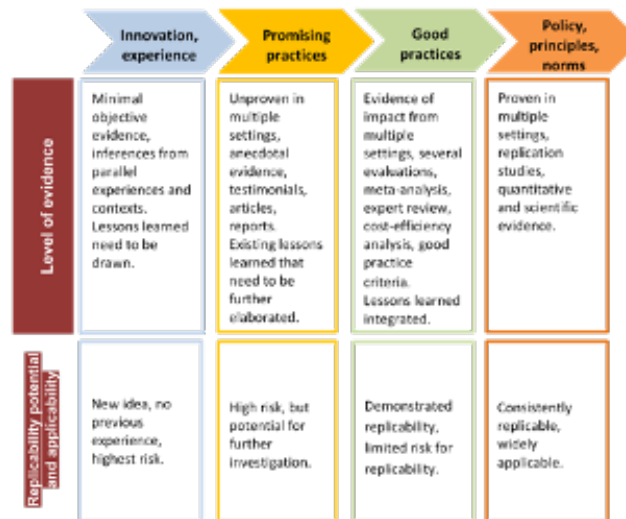 Innovation,
experience
Promising
practices
Good
practices
Policy,
principles,
norms
Level of evidence
Minimal
objective
evidence,
inferences from
parallel
experiences and
contexts.
Lessons learned
need to be
drawn.
Unproven in
multiple
settings,
anecdotal
evidence,
testimonials,
articles,
reports.
Existing lessons
learned that
need to be
further
elaborated.
Evidence of
impact from
multiple
settings, several
evaluations,
meta-analysis,
expert review,
cost-efficiency
analysis, good
practice
criteria.
Lessons learned
integrated.
Proven in
multiple
settings,
replication
studies,
quantitative
and scientific
evidence.
Replicability potential
and applicability
New idea, no
previous
experience,
highest risk.
High risk, but
potential for
further
investigation.
Demonstrated
replicability,
limited risk for
replicability.
Consistently
replicable,
widely
applicable.